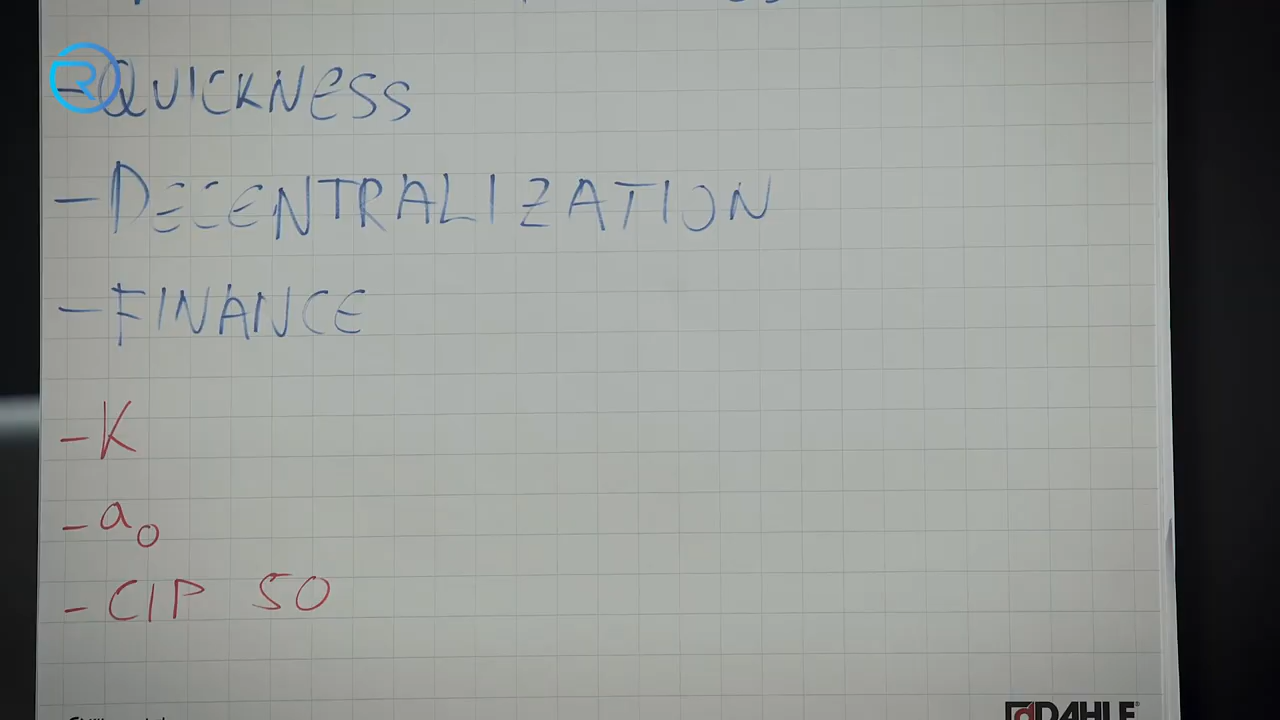 - QUICKNESS
- DECENTRALIZATION
- FINANCE
- K
- a₀
- CIP 50
DAHLE